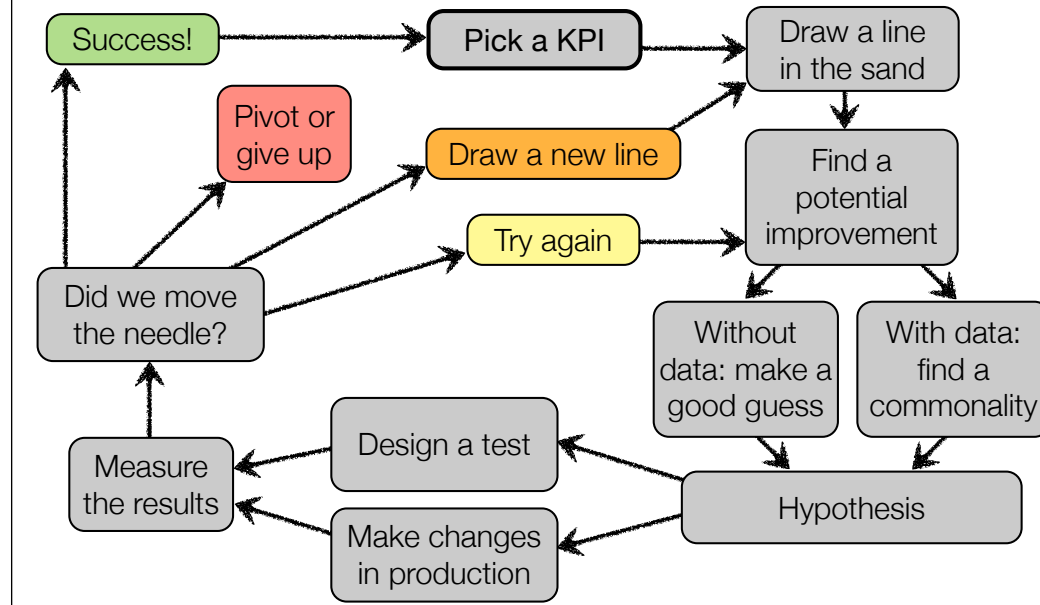 Success!
Pick a KPI
Draw a line
in the sand
Pivot or
give up
Draw a new line
Find a
potential
improvement
Try again
Did we move
the needle?
Without
data: make a
good guess
With data:
find a
commonality
Design a test
Measure
the results
Hypothesis
Make changes
in production